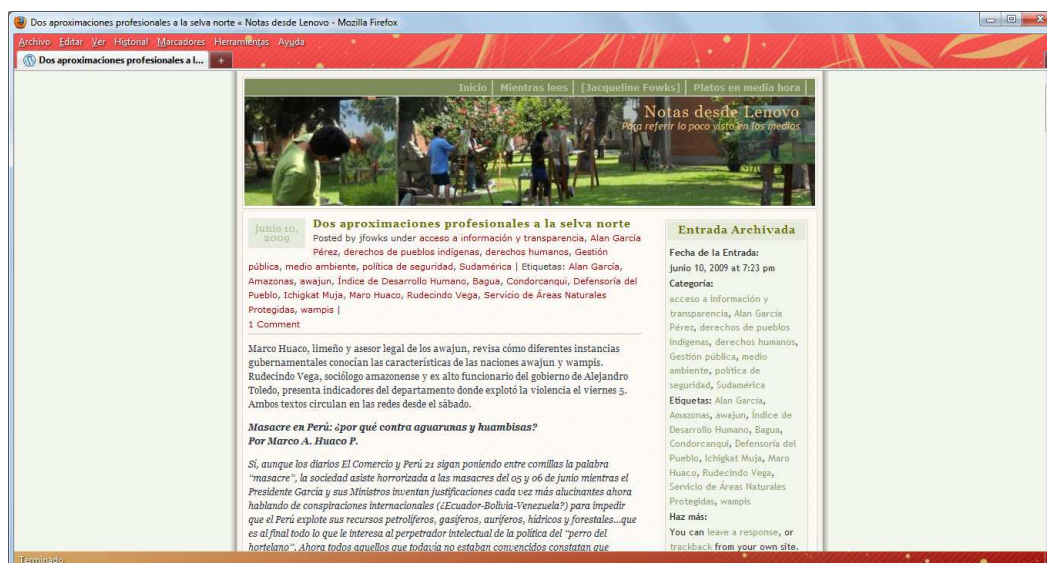 Dos aproximaciones profesionales a la selva norte « Notas desde Lenovo - Mozilla Firefox
Archivo Editar Ver Historial Marcadores Herramientas Ayuda
Dos aproximaciones profesionales a l...
Inicio | Mientras lees | [Jacqueline Fowks] | Platos en media hora |
Notas desde Lenovo
Para referir lo poco visto en los medios
junio 10,
2009
Dos aproximaciones profesionales a la selva norte
Posted by jfowks under acceso a información y transparencia, Alan García
Pérez, derechos de pueblos indígenas, derechos humanos, Gestión
pública, medio ambiente, política de seguridad, Sudamérica | Etiquetas: Alan García,
Amazonas, awajun, Índice de Desarrollo Humano, Bagua, Condorcanqui, Defensoría del
Pueblo, Ichigkat Muja, Maro Huaco, Rudecindo Vega, Servicio de Áreas Naturales
Protegidas, wampis |
1 Comment
Marco Huaco, limeño y asesor legal de los awajun, revisa cómo diferentes instancias
gubernamentales conocían las características de las naciones awajun y wampis.
Rudecindo Vega, sociólogo amazonense y ex alto funcionario del gobierno de Alejandro
Toledo, presenta indicadores del departamento donde explotó la violencia el viernes 5.
Ambos textos circulan en las redes desde el sábado.
Masacre en Perú: ¿por qué contra aguarunas y huambisas?
Por Marco A. Huaco P.
Sí, aunque los diarios El Comercio y Perú 21 sigan poniendo entre comillas la palabra
"masacre", la sociedad asiste horrorizada a las masacres del 05 y 06 de junio mientras el
Presidente García y sus Ministros inventan justificaciones cada vez más alucinantes ahora
hablando de conspiraciones internacionales (¿Ecuador-Bolivia-Venezuela?) para impedir
que el Perú explote sus recursos petrolíferos, gasíferos, auríferos, hídricos y forestales...que
es al final todo lo que le interesa al perpetrador intelectual de la política del "perro del
hortelano". Ahora todos aquellos que todavía no estaban convencidos constatan que
Entrada Archivada
Fecha de la Entrada:
junio 10, 2009 at 7:23 pm
Categoría:
acceso a información y
transparencia, Alan García
Pérez, derechos de pueblos
indígenas, derechos humanos,
Gestión pública, medio
ambiente, política de
seguridad, Sudamérica
Etiquetas: Alan García,
Amazonas, awajun, Índice de
Desarrollo Humano, Bagua,
Condorcanqui, Defensoría del
Pueblo, Ichigkat Muja, Maro
Huaco, Rudecindo Vega,
Servicio de Áreas Naturales
Protegidas, wampis
Haz más:
You can leave a response, or
trackback from your own site.
Terminado